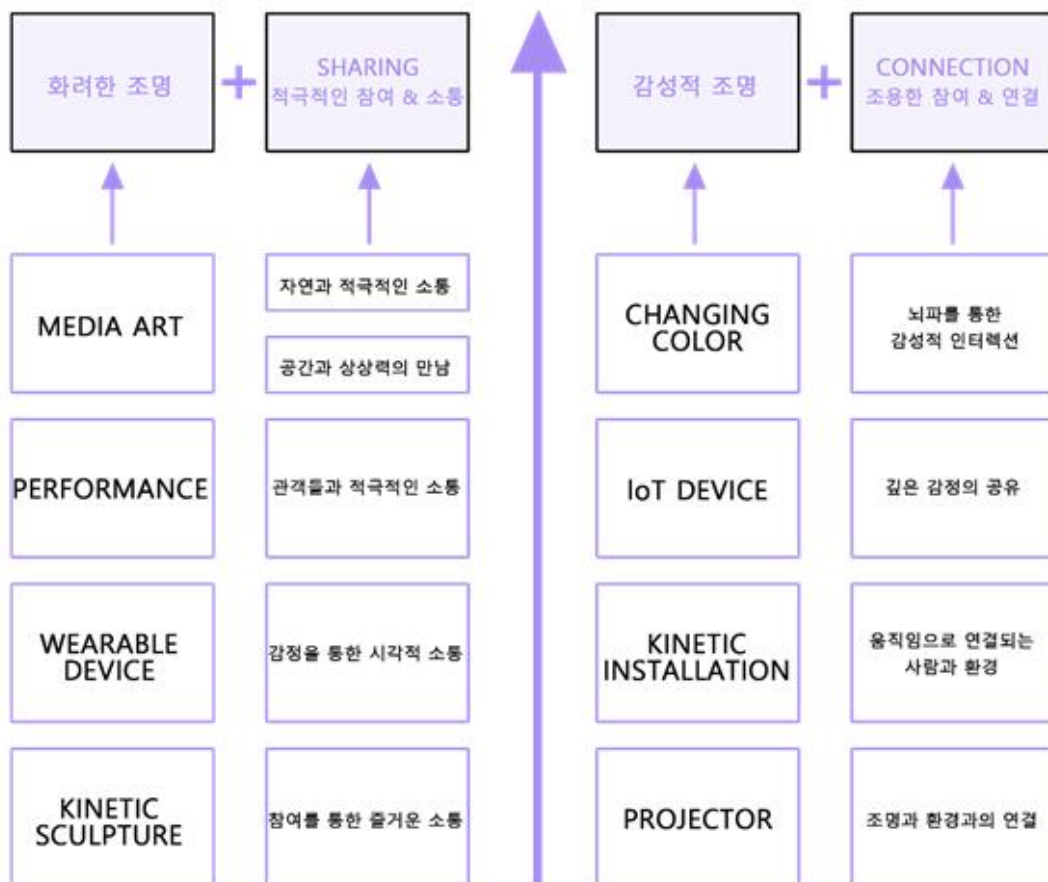 화려한 조명
+
SHARING
적극적인 참여 & 소통
감성적 조명
+
CONNECTION
조용한 참여 & 연결
MEDIA ART
자연과 적극적인 소통
공간과 상상력의 만남
CHANGING
COLOR
뇌파를 통한
감성적 인터렉션
PERFORMANCE
관객들과 적극적인 소통
IoT DEVICE
깊은 감정의 공유
WEARABLE
DEVICE
감정을 통한 시각적 소통
KINETIC
INSTALLATION
움직임으로 연결되는
사람과 환경
KINETIC
SCULPTURE
참여를 통한 즐거운 소통
PROJECTOR
조명과 환경과의 연결